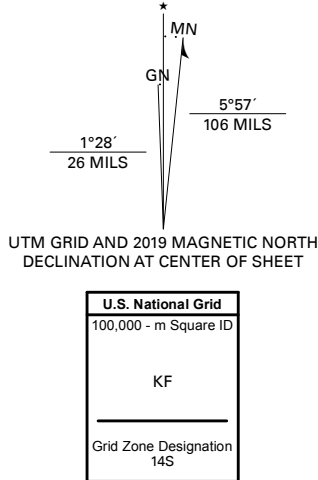 ★
MN
GN
5°57´
106 MILS
1°28´
26 MILS
UTM GRID AND 2019 MAGNETIC NORTH
DECLINATION AT CENTER OF SHEET
U.S. National Grid
100,000 - m Square ID
KF
Grid Zone Designation
14S